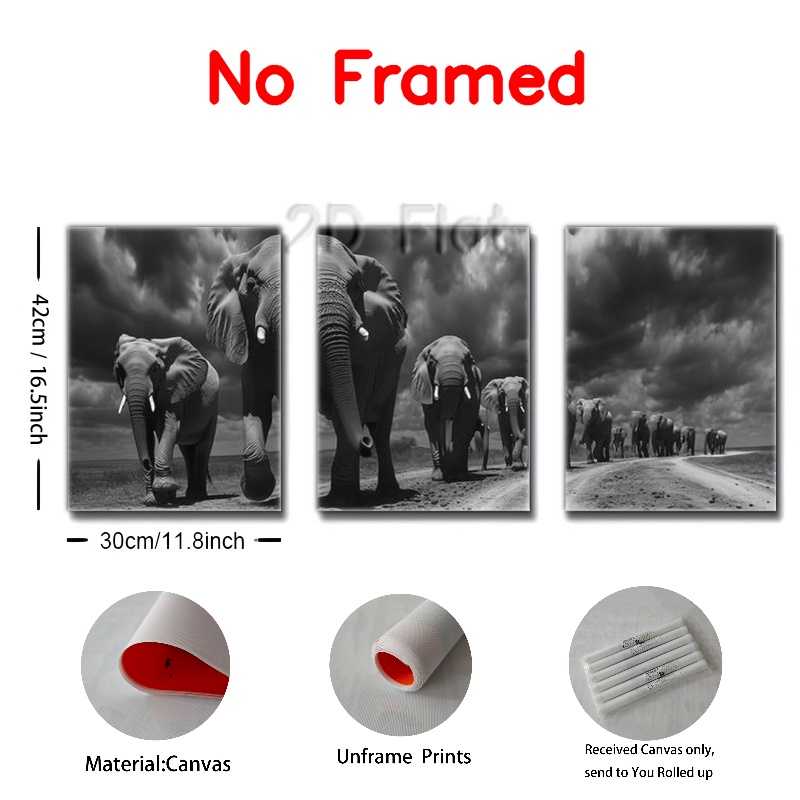 No Framed
2D Flat
42cm / 16.5inch
30cm/11.8inch
Material:Canvas
Unframe Prints
Received Canvas only,
send to You Rolled up